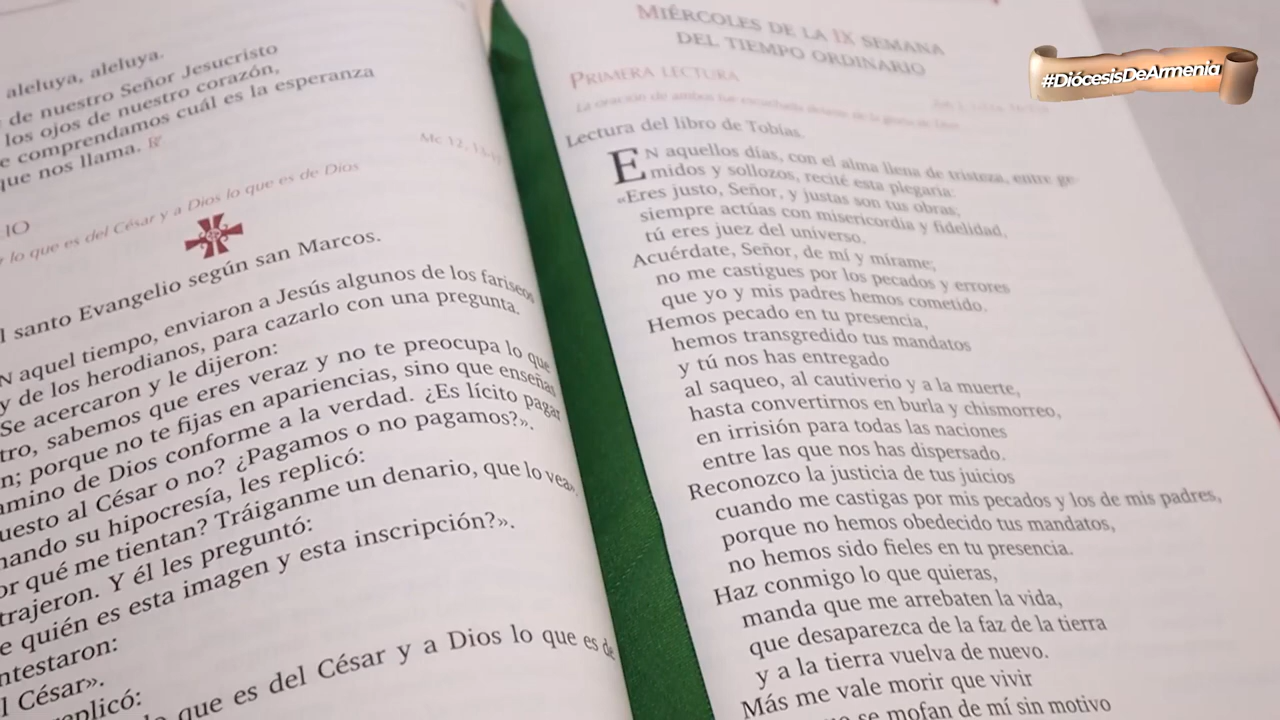 aleluya, aleluya.
de nuestro Señor Jesucristo
los ojos de nuestro corazón,
comprendamos cuál es la esperanza
que nos llama. ℟
Mc 12,
lo que es del César y a Dios lo que es de Dios
santo Evangelio según san Marcos.
N aquel tiempo, enviaron a Jesús algunos de los fariseos
y de los herodianos, para cazarlo con una pregunta.
Se acercaron y le dijeron:
tro, sabemos que eres veraz y no te preocupa lo que
n; porque no te fijas en apariencias, sino que enseñas
amino de Dios conforme a la verdad. ¿Es lícito pagar
uesto al César o no? ¿Pagamos o no pagamos?».
nando su hipocresía, les replicó:
or qué me tientan? Tráiganme un denario, que lo vea».
trajeron. Y él les preguntó:
e quién es esta imagen y esta inscripción?».
ntestaron:
l César».
replicó:
que es del César y a Dios lo que es de
MIÉRCOLES DE LA IX SEMANA
DEL TIEMPO ORDINARIO
PRIMERA LECTURA
Lectura del libro de Tobías.
EN aquellos días, con el alma llena de tristeza, entre ge-
midos y sollozos, recité esta plegaria:
«Eres justo, Señor, y justas son tus obras,
siempre actúas con misericordia y fidelidad,
tú eres juez del universo.
Acuérdate, Señor, de mí y mírame;
no me castigues por los pecados y errores
que yo y mis padres hemos cometido.
Hemos pecado en tu presencia,
hemos transgredido tus mandatos
y tú nos has entregado
al saqueo, al cautiverio y a la muerte,
hasta convertirnos en burla y chismorreo,
en irrisión para todas las naciones
entre las que nos has dispersado.
Reconozco la justicia de tus juicios
cuando me castigas por mis pecados y los de mis padres,
porque no hemos obedecido tus mandatos,
no hemos sido fieles en tu presencia.
Haz conmigo lo que quieras,
manda que me arrebaten la vida,
que desaparezca de la faz de la tierra
y a la tierra vuelva de nuevo.
Más me vale morir que vivir
se mofan de mí sin motivo
#DiócesisDeArmenia